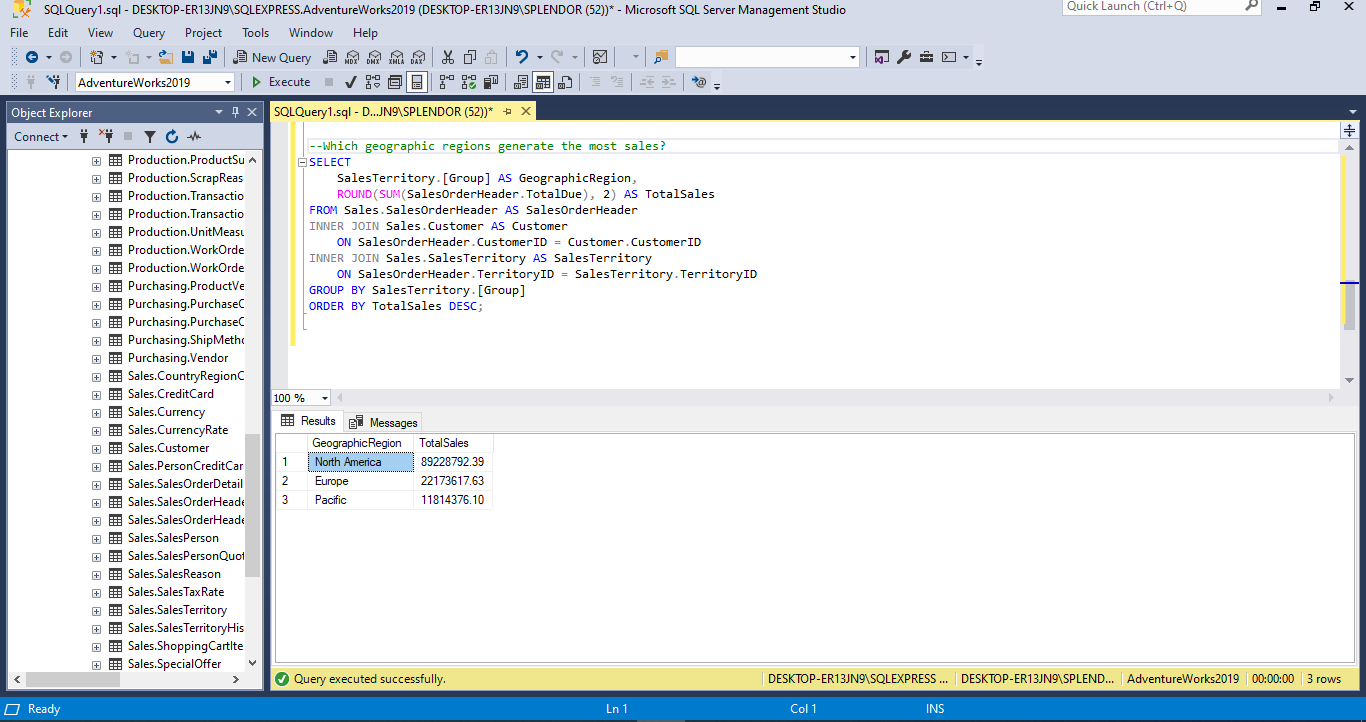 SQLQuery1.sql - DESKTOP-ER13JN9\SQLEXPRESS.AdventureWorks2019 (DESKTOP-ER13JN9\SPLENDOR (52))* - Microsoft SQL Server Management Studio
Quick Launch (Ctrl+Q)
File Edit View Query Project Tools Window Help
New Query MDX DMX XMLA DAX
AdventureWorks2019 Execute
Object Explorer
Connect
Production.ProductSu
Production.ScrapReas
Production.Transactio
Production.Transactio
Production.UnitMeasu
Production.WorkOrde
Production.WorkOrde
Purchasing.ProductVe
Purchasing.PurchaseO
Purchasing.PurchaseO
Purchasing.ShipMetho
Purchasing.Vendor
Sales.CountryRegionC
Sales.CreditCard
Sales.Currency
Sales.CurrencyRate
Sales.Customer
Sales.PersonCreditCar
Sales.SalesOrderDetail
Sales.SalesOrderHeade
Sales.SalesOrderHeade
Sales.SalesPerson
Sales.SalesPersonQuot
Sales.SalesReason
Sales.SalesTaxRate
Sales.SalesTerritory
Sales.SalesTerritoryHis
Sales.ShoppingCartIte
Sales.SpecialOffer
SQLQuery1.sql - D...JN9\SPLENDOR (52))*
--Which geographic regions generate the most sales?
SELECT
SalesTerritory.[Group] AS GeographicRegion,
ROUND(SUM(SalesOrderHeader.TotalDue), 2) AS TotalSales
FROM Sales.SalesOrderHeader AS SalesOrderHeader
INNER JOIN Sales.Customer AS Customer
ON SalesOrderHeader.CustomerID = Customer.CustomerID
INNER JOIN Sales.SalesTerritory AS SalesTerritory
ON SalesOrderHeader.TerritoryID = SalesTerritory.TerritoryID
GROUP BY SalesTerritory.[Group]
ORDER BY TotalSales DESC;
100 %
Results Messages
GeographicRegion TotalSales
1 North America 89228792.39
2 Europe 22173617.63
3 Pacific 11814376.10
Query executed successfully. DESKTOP-ER13JN9\SQLEXPRESS ... DESKTOP-ER13JN9\SPLEND... AdventureWorks2019 00:00:00 3 rows
Ready Ln 1 Col 1 INS